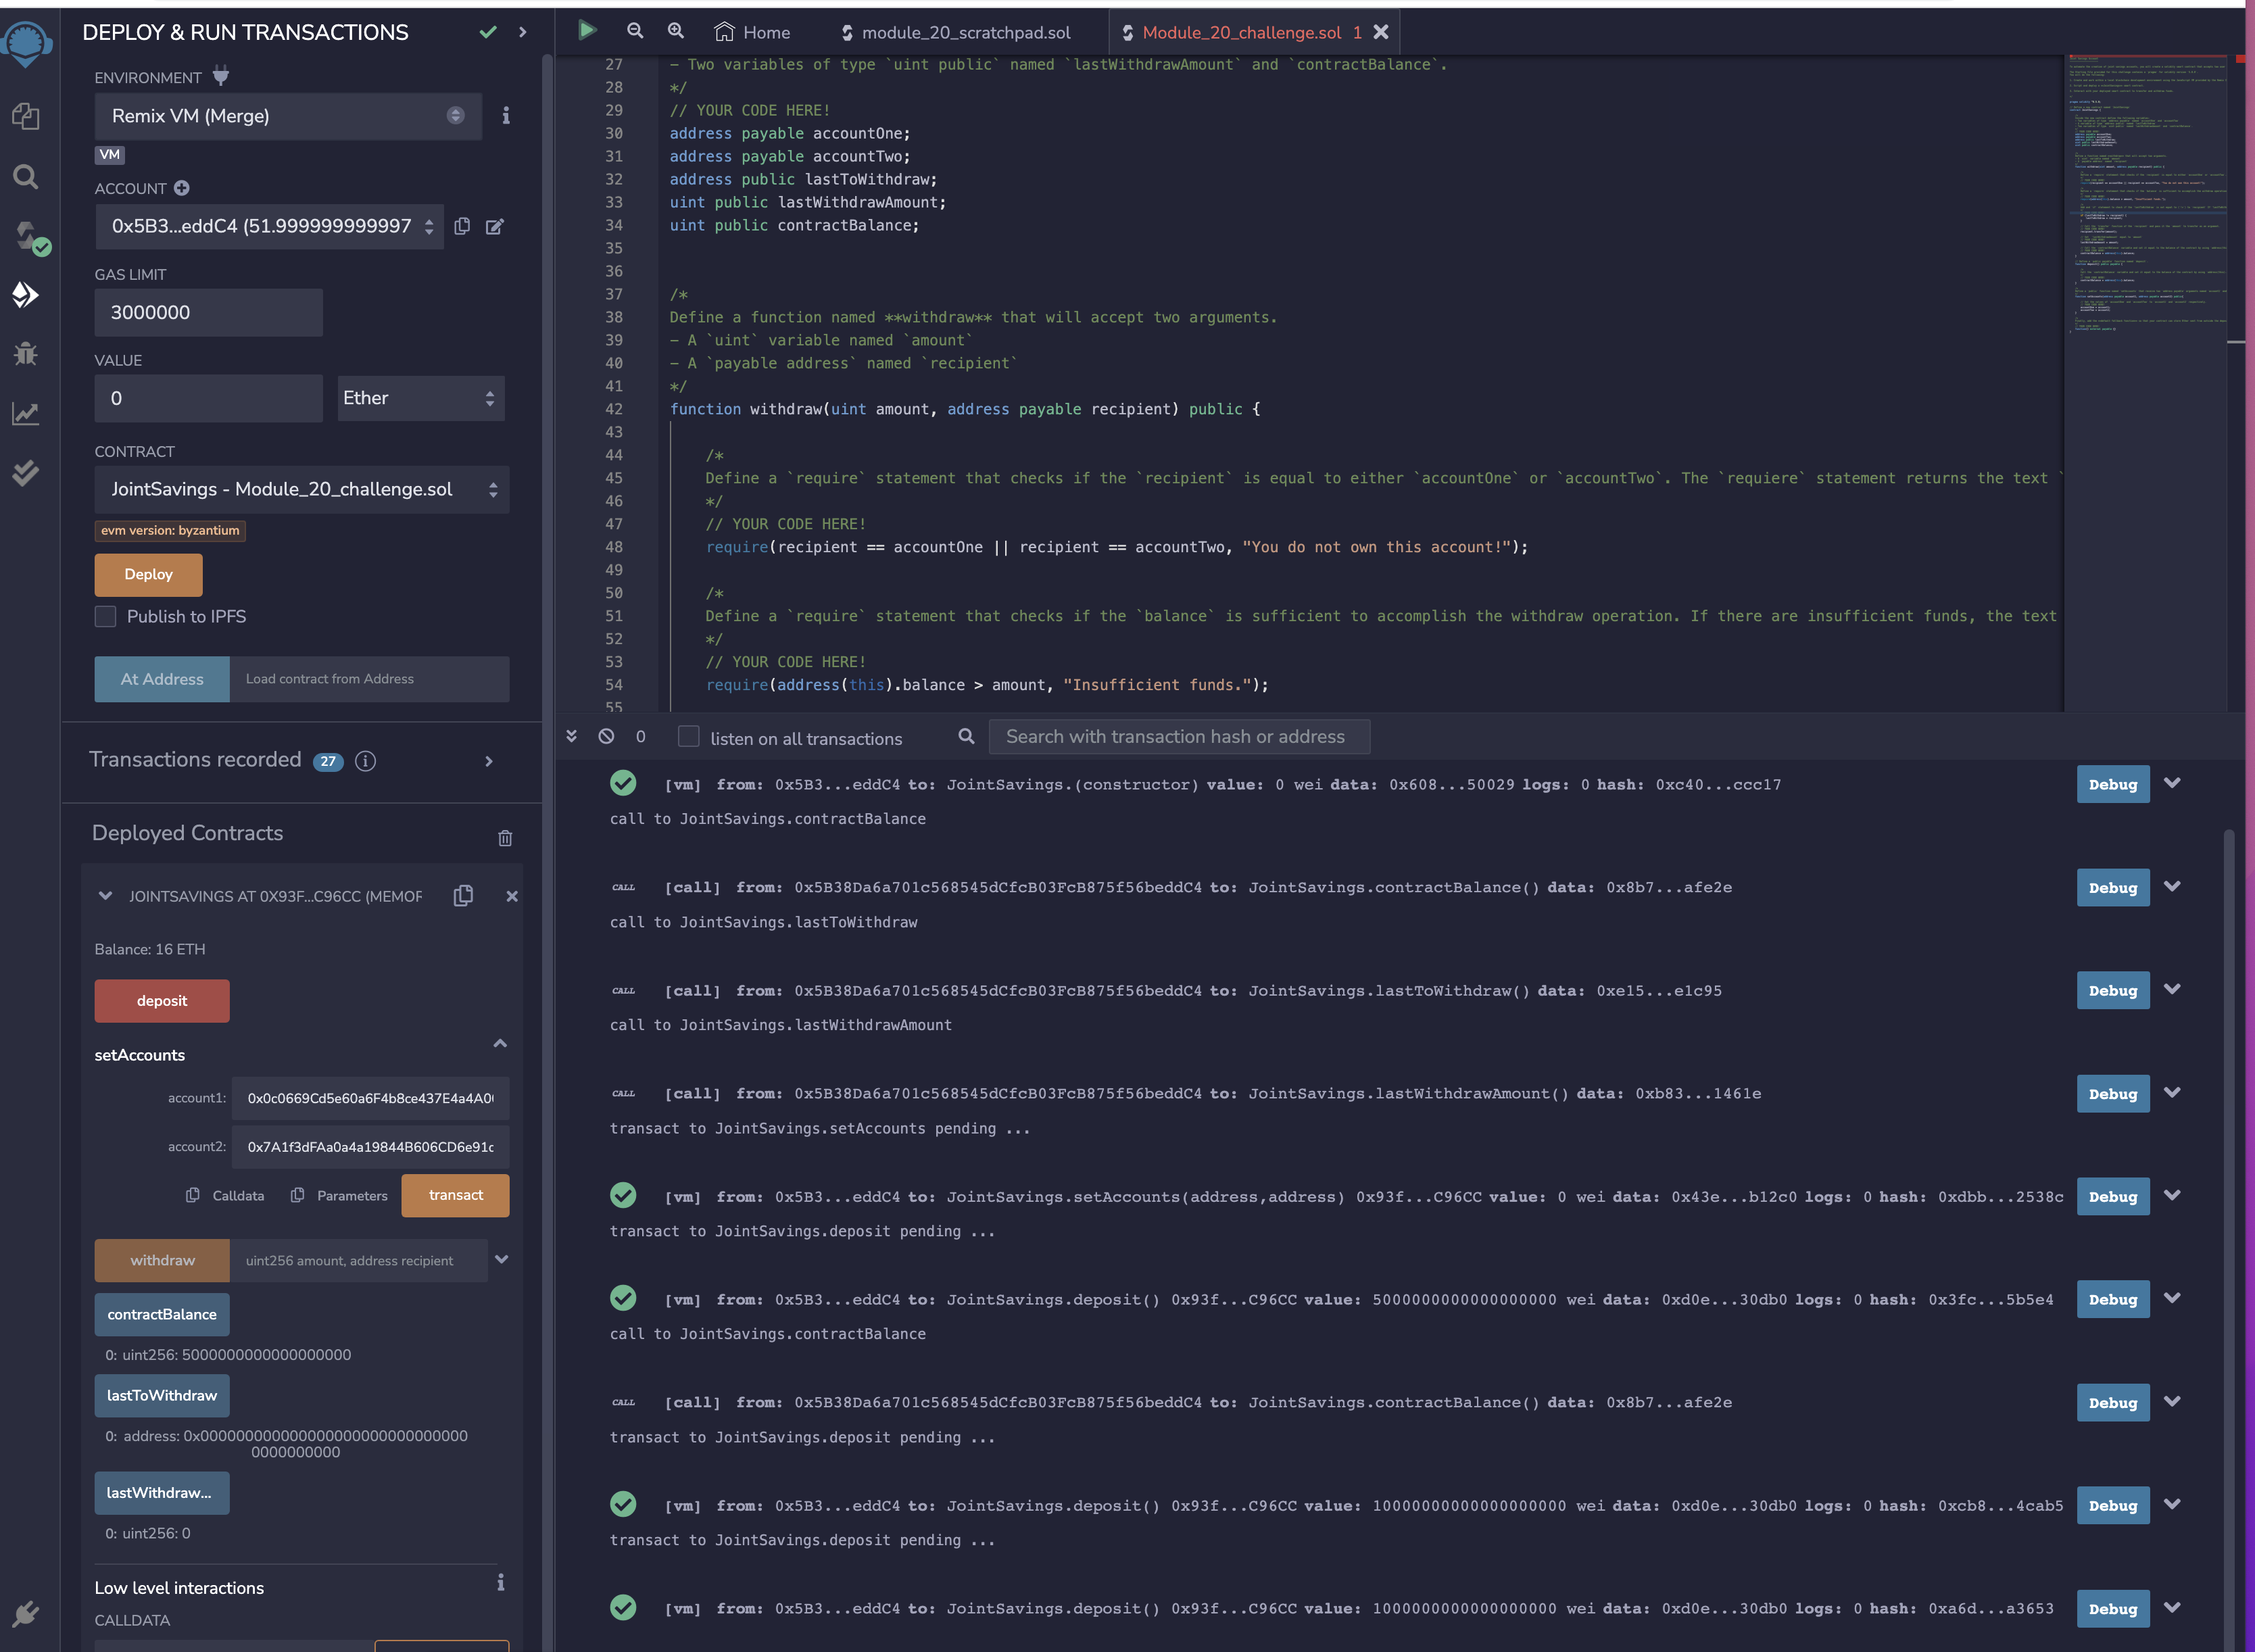 DEPLOY & RUN TRANSACTIONS
ENVIRONMENT
Remix VM (Merge)
VM
ACCOUNT
0x5B3...eddC4 (51.999999999997
GAS LIMIT
3000000
VALUE
0
Ether
CONTRACT
JointSavings - Module_20_challenge.sol
evm version: byzantium
Deploy
Publish to IPFS
At Address
Load contract from Address
Transactions recorded 27
Deployed Contracts
JOINTSAVINGS AT 0X93F...C96CC (MEMOR
Balance: 16 ETH
deposit
setAccounts
account1: 0x0c0669Cd5e60a6F4b8ce437E4a4A0
account2: 0x7A1f3dFAa0a4a19844B606CD6e91c
Calldata
Parameters
transact
withdraw
uint256 amount, address recipient
contractBalance
0: uint256: 5000000000000000000
lastToWithdraw
0: address: 0x000000000000000000000000000000
0000000000
lastWithdraw...
0: uint256: 0
Low level interactions
CALLDATA
Home
module_20_scratchpad.sol
Module_20_challenge.sol 1
27 - Two variables of type `uint public` named `lastWithdrawAmount` and `contractBalance`.
28 */
29 // YOUR CODE HERE!
30 address payable accountOne;
31 address payable accountTwo;
32 address public lastToWithdraw;
33 uint public lastWithdrawAmount;
34 uint public contractBalance;
35
36
37 /*
38 Define a function named **withdraw** that will accept two arguments.
39 - A `uint` variable named `amount`
40 - A `payable address` named `recipient`
41 */
42 function withdraw(uint amount, address payable recipient) public {
43
44 /*
45 Define a `require` statement that checks if the `recipient` is equal to either `accountOne` or `accountTwo`. The `requiere` statement returns the text `
46 */
47 // YOUR CODE HERE!
48 require(recipient == accountOne || recipient == accountTwo, "You do not own this account!");
49
50 /*
51 Define a `require` statement that checks if the `balance` is sufficient to accomplish the withdraw operation. If there are insufficient funds, the text
52 */
53 // YOUR CODE HERE!
54 require(address(this).balance > amount, "Insufficient funds.");
55
0
listen on all transactions
Search with transaction hash or address
[vm] from: 0x5B3...eddC4 to: JointSavings.(constructor) value: 0 wei data: 0x608...50029 logs: 0 hash: 0xc40...ccc17
Debug
call to JointSavings.contractBalance
CALL [call] from: 0x5B38Da6a701c568545dCfcB03FcB875f56beddC4 to: JointSavings.contractBalance() data: 0x8b7...afe2e
Debug
call to JointSavings.lastToWithdraw
CALL [call] from: 0x5B38Da6a701c568545dCfcB03FcB875f56beddC4 to: JointSavings.lastToWithdraw() data: 0xe15...e1c95
Debug
call to JointSavings.lastWithdrawAmount
CALL [call] from: 0x5B38Da6a701c568545dCfcB03FcB875f56beddC4 to: JointSavings.lastWithdrawAmount() data: 0xb83...1461e
Debug
transact to JointSavings.setAccounts pending ...
[vm] from: 0x5B3...eddC4 to: JointSavings.setAccounts(address,address) 0x93f...C96CC value: 0 wei data: 0x43e...b12c0 logs: 0 hash: 0xdbb...2538c
Debug
transact to JointSavings.deposit pending ...
[vm] from: 0x5B3...eddC4 to: JointSavings.deposit() 0x93f...C96CC value: 5000000000000000000 wei data: 0xd0e...30db0 logs: 0 hash: 0x3fc...5b5e4
Debug
call to JointSavings.contractBalance
CALL [call] from: 0x5B38Da6a701c568545dCfcB03FcB875f56beddC4 to: JointSavings.contractBalance() data: 0x8b7...afe2e
Debug
transact to JointSavings.deposit pending ...
[vm] from: 0x5B3...eddC4 to: JointSavings.deposit() 0x93f...C96CC value: 10000000000000000000 wei data: 0xd0e...30db0 logs: 0 hash: 0xcb8...4cab5
Debug
transact to JointSavings.deposit pending ...
[vm] from: 0x5B3...eddC4 to: JointSavings.deposit() 0x93f...C96CC value: 1000000000000000000 wei data: 0xd0e...30db0 logs: 0 hash: 0xa6d...a3653
Debug